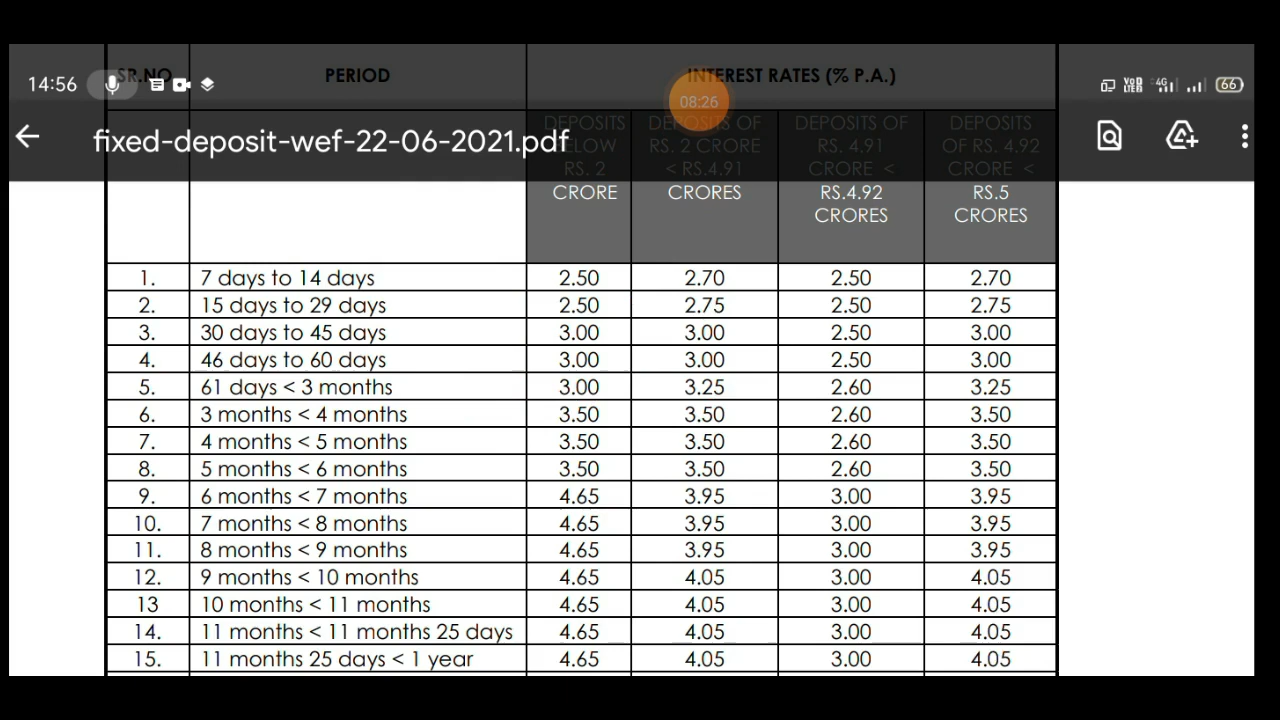 SR.NO PERIOD INTEREST RATES (% P.A.)
14:56 08:26 VoLTE 4G 66
fixed-deposit-wef-22-06-2021.pdf
DEPOSITS BELOW RS. 2 CRORE
DEPOSITS OF RS. 2 CRORE < RS.4.91 CRORES
DEPOSITS OF RS. 4.91 CRORE < RS.4.92 CRORES
DEPOSITS OF RS. 4.92 CRORE < RS.5 CRORES
1. 7 days to 14 days 2.50 2.70 2.50 2.70
2. 15 days to 29 days 2.50 2.75 2.50 2.75
3. 30 days to 45 days 3.00 3.00 2.50 3.00
4. 46 days to 60 days 3.00 3.00 2.50 3.00
5. 61 days < 3 months 3.00 3.25 2.60 3.25
6. 3 months < 4 months 3.50 3.50 2.60 3.50
7. 4 months < 5 months 3.50 3.50 2.60 3.50
8. 5 months < 6 months 3.50 3.50 2.60 3.50
9. 6 months < 7 months 4.65 3.95 3.00 3.95
10. 7 months < 8 months 4.65 3.95 3.00 3.95
11. 8 months < 9 months 4.65 3.95 3.00 3.95
12. 9 months < 10 months 4.65 4.05 3.00 4.05
13 10 months < 11 months 4.65 4.05 3.00 4.05
14. 11 months < 11 months 25 days 4.65 4.05 3.00 4.05
15. 11 months 25 days < 1 year 4.65 4.05 3.00 4.05